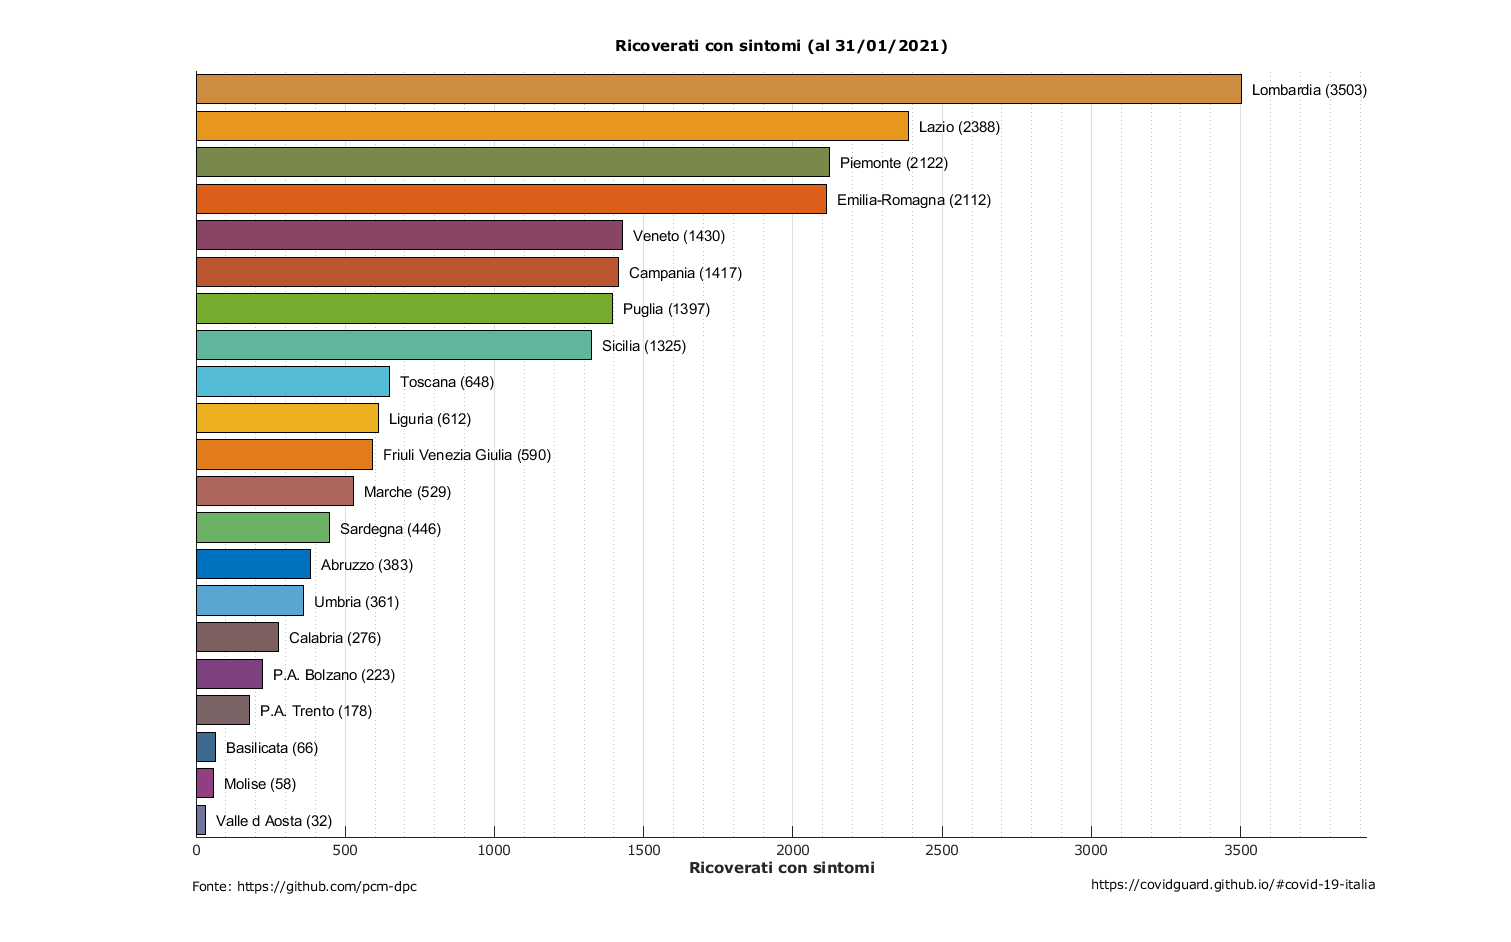 Ricoverati con sintomi (al 31/01/2021)
Lombardia (3503)
Lazio (2388)
Piemonte (2122)
Emilia-Romagna (2112)
Veneto (1430)
Campania (1417)
Puglia (1397)
Sicilia (1325)
Toscana (648)
Liguria (612)
Friuli Venezia Giulia (590)
Marche (529)
Sardegna (446)
Abruzzo (383)
Umbria (361)
Calabria (276)
P.A. Bolzano (223)
P.A. Trento (178)
Basilicata (66)
Molise (58)
Valle d Aosta (32)
0 500 1000 1500 2000 2500 3000 3500
Ricoverati con sintomi
Fonte: https://github.com/pcm-dpc
https://covidguard.github.io/#covid-19-italia